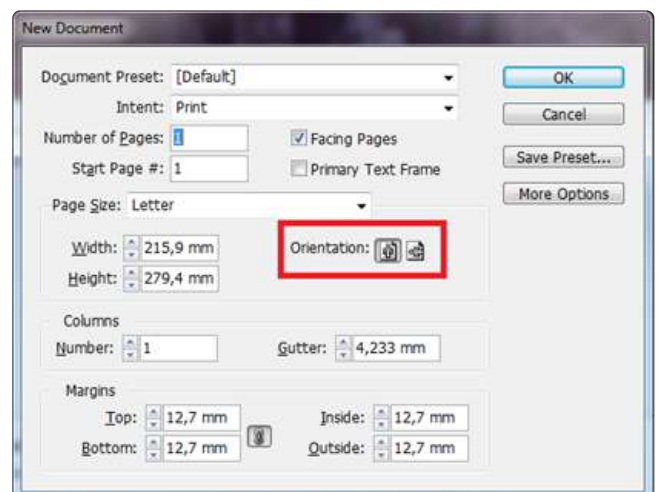 New Document
Document Preset: [Default]
OK
Intent: Print
Cancel
Number of Pages: 1
Facing Pages
Save Preset...
Start Page #: 1
Primary Text Frame
More Options
Page Size: Letter
Width: 215,9 mm
Orientation:
Height: 279,4 mm
Columns
Number: 1
Gutter: 4,233 mm
Margins
Top: 12,7 mm
Inside: 12,7 mm
Bottom: 12,7 mm
Outside: 12,7 mm